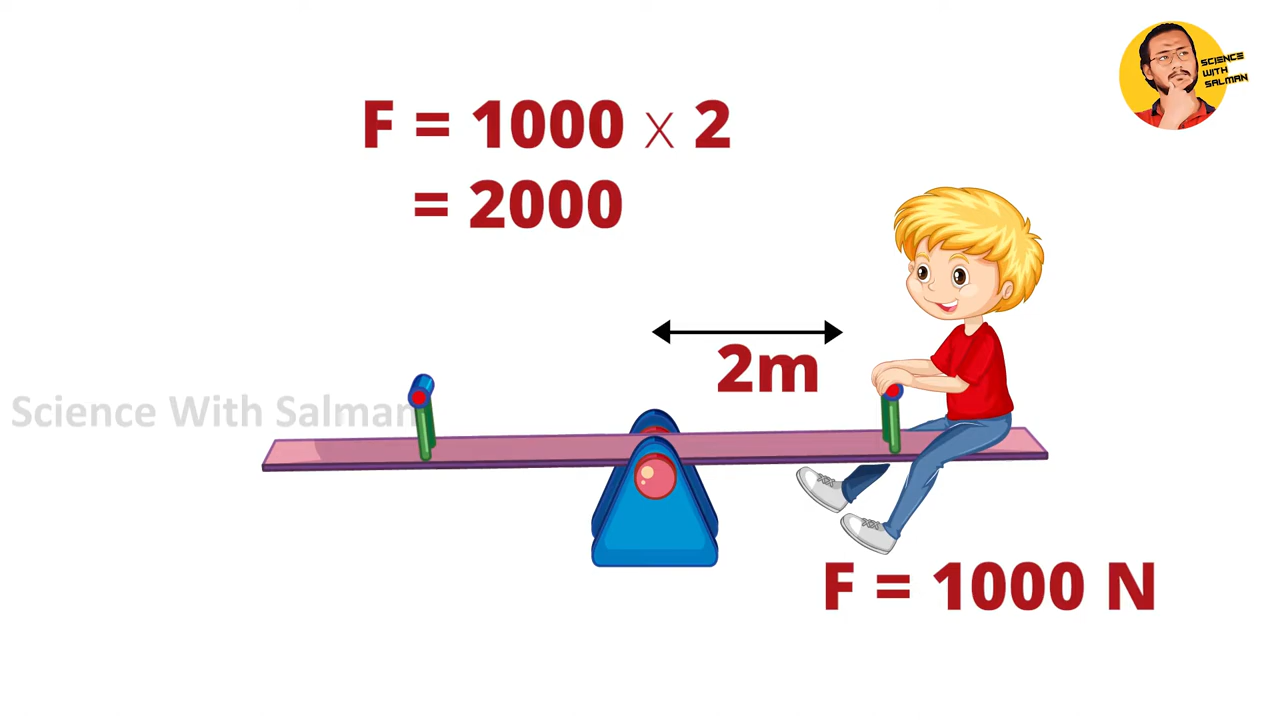 SCIENCE
WITH
SALMAN
F = 1000 x 2
= 2000
2m
Science With Salman
F = 1000 N